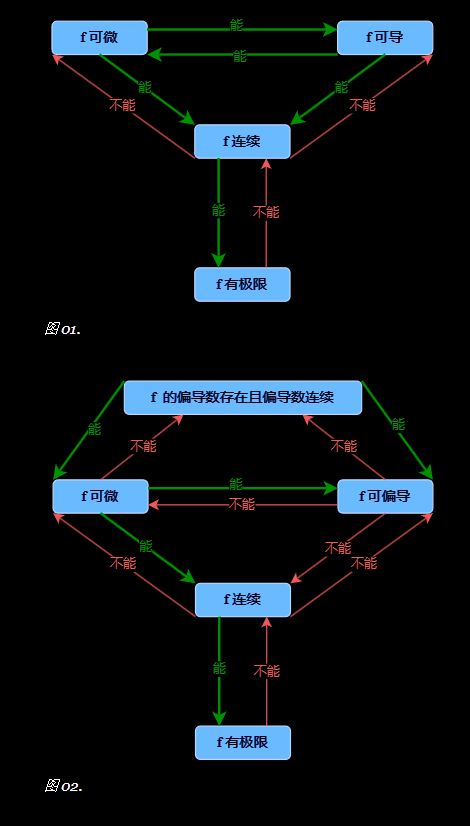 能
f 可微
f 可导
能
能
能
不能
不能
f 连续
能
不能
f 有极限
图 01.
f 的偏导数存在且偏导数连续
能
能
不能
不能
f 可微
能
f 可偏导
不能
能
不能
不能
不能
f 连续
能
不能
f 有极限
图 02.